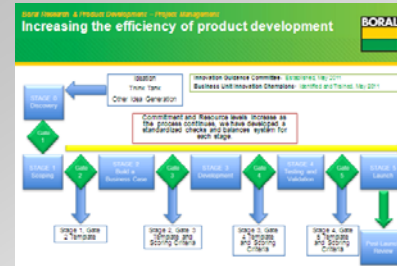 Boral Research & Product Development – Project Management
Increasing the efficiency of product development
BORAL
Ideation
Think Tank
Other Idea Generation
Innovation Guidance Committee: Established, May 2011
Business Unit Innovation Champions: Identified and Trained, May 2011
STAGE 0
Discovery
Commitment and Resource levels increase as
the process continues, we have developed a
standardized checks and balances system for
each stage.
Gate
1
STAGE 1
Scoping
Gate
2
STAGE 2
Build a
Business Case
Gate
STAGE 3
Development
Gate
4
STAGE 4
Testing and
Validation
Gate
5
STAGE 5
Launch
Stage 1, Gate
2 Template
Stage 2, Gate 3
Template and
Scoring Criteria
Stage 3, Gate
4 Template
and Scoring
Criteria
Stage 4, Gate
5 Template
and Scoring
Criteria
Post Launch
Review